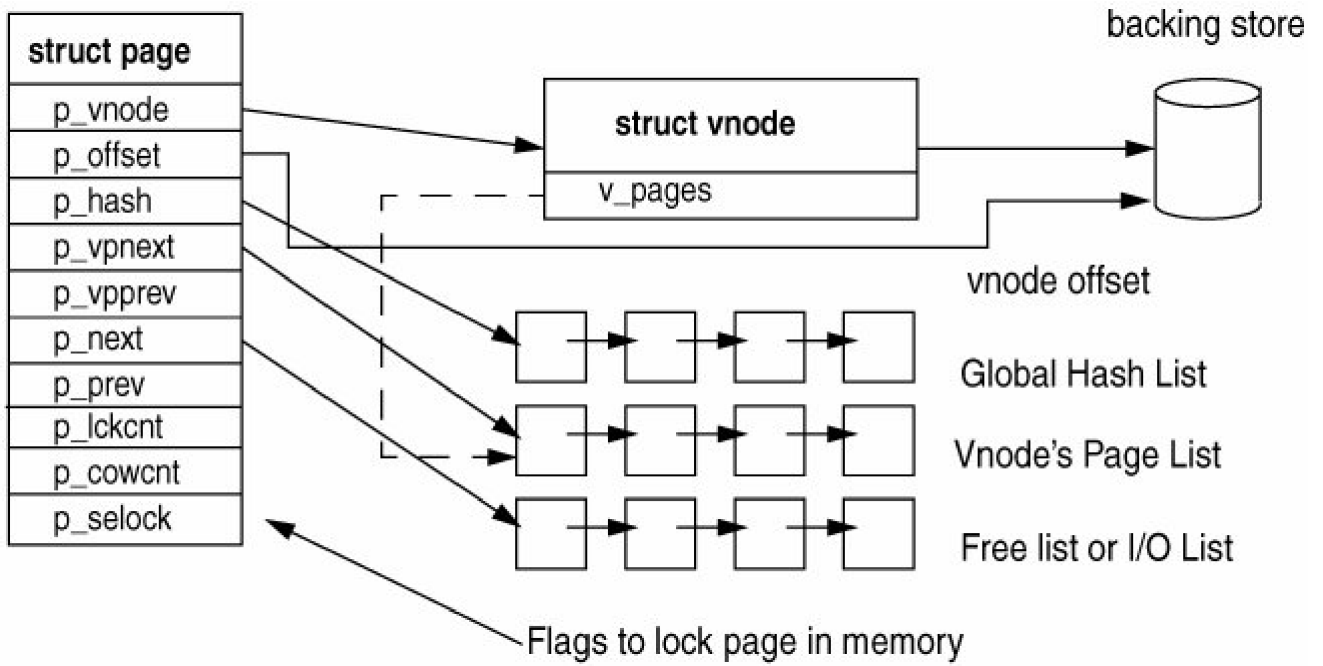 struct page
p_vnode
p_offset
p_hash
p_vpnext
p_vpprev
p_next
p_prev
p_lckcnt
p_cowcnt
p_selock
struct vnode
v_pages
backing store
vnode offset
Global Hash List
Vnode's Page List
Free list or I/O List
Flags to lock page in memory